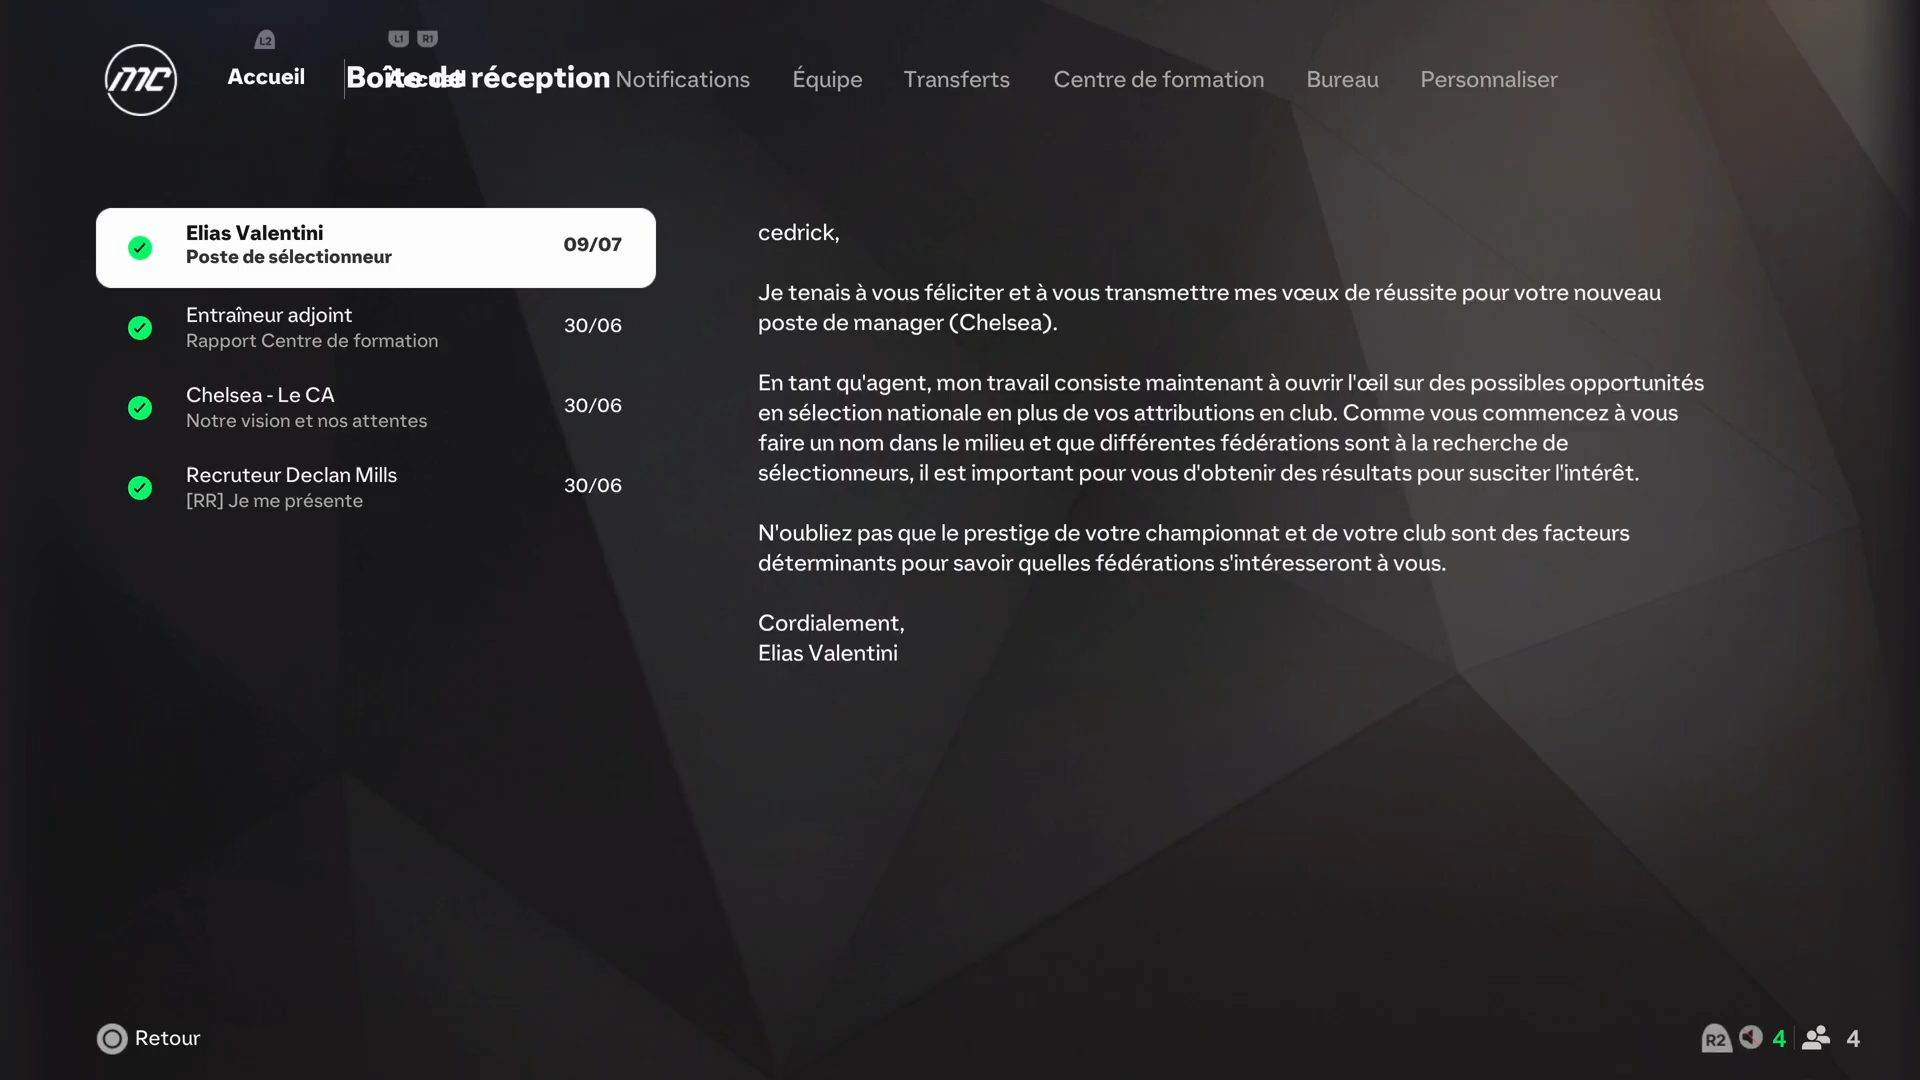 L2
L1 R1
MC
Accueil
Boîte de réception
Notifications
Équipe
Transferts
Centre de formation
Bureau
Personnaliser
Elias Valentini
Poste de sélectionneur
09/07
Entraîneur adjoint
Rapport Centre de formation
30/06
Chelsea - Le CA
Notre vision et nos attentes
30/06
Recruteur Declan Mills
[RR] Je me présente
30/06
cedrick,
Je tenais à vous féliciter et à vous transmettre mes vœux de réussite pour votre nouveau
poste de manager (Chelsea).
En tant qu'agent, mon travail consiste maintenant à ouvrir l'œil sur des possibles opportunités
en sélection nationale en plus de vos attributions en club. Comme vous commencez à vous
faire un nom dans le milieu et que différentes fédérations sont à la recherche de
sélectionneurs, il est important pour vous d'obtenir des résultats pour susciter l'intérêt.
N'oubliez pas que le prestige de votre championnat et de votre club sont des facteurs
déterminants pour savoir quelles fédérations s'intéresseront à vous.
Cordialement,
Elias Valentini
Retour
R2 4 4